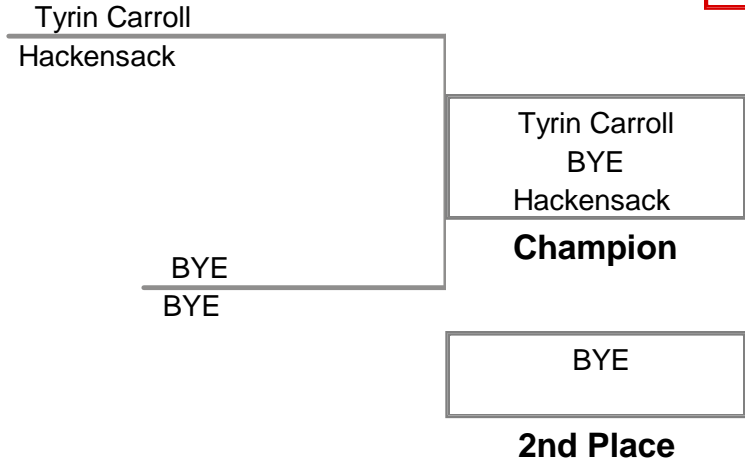 Tyrin Carroll
Hackensack
Tyrin Carroll
BYE
Hackensack
Champion
BYE
BYE
BYE
2nd Place